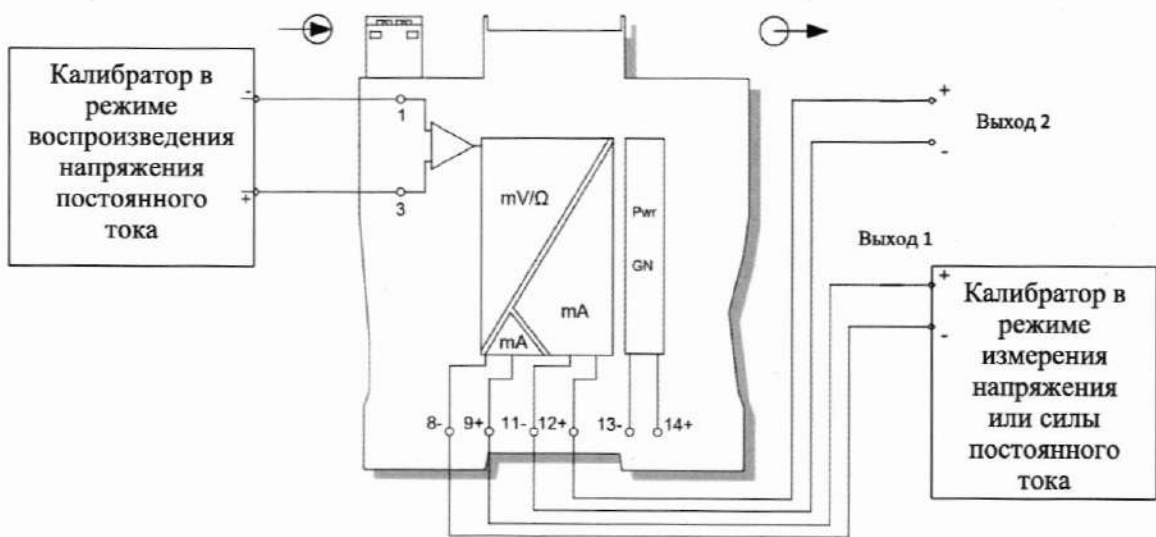 Калибратор в
режиме
воспроизведения
напряжения
постоянного
тока
-
+
1
3
mV/Ω
mA
mA
Pwr
GN
8-
9+
11-
12+
13-
14+
+
-
Выход 2
Выход 1
+
-
Калибратор в
режиме
измерения
напряжения
или силы
постоянного
тока